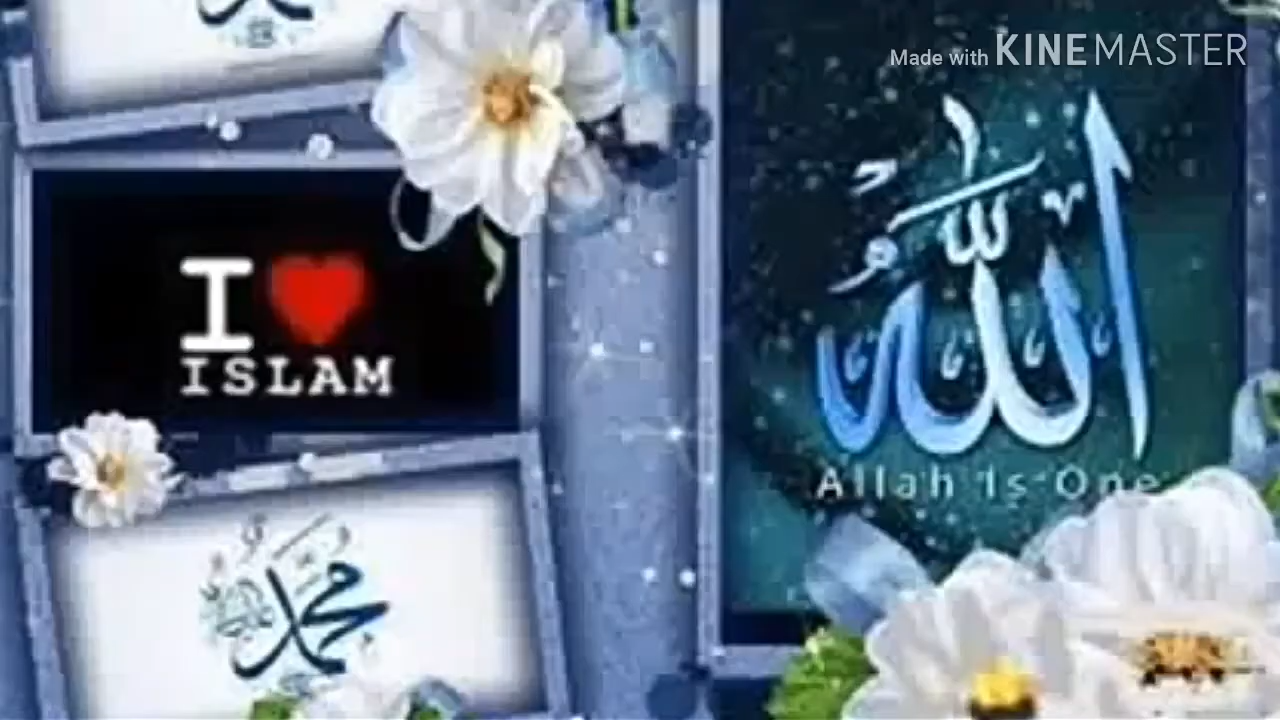 Made with KINEMASTER
I
ISLAM
الله
Allah Is One
محمد